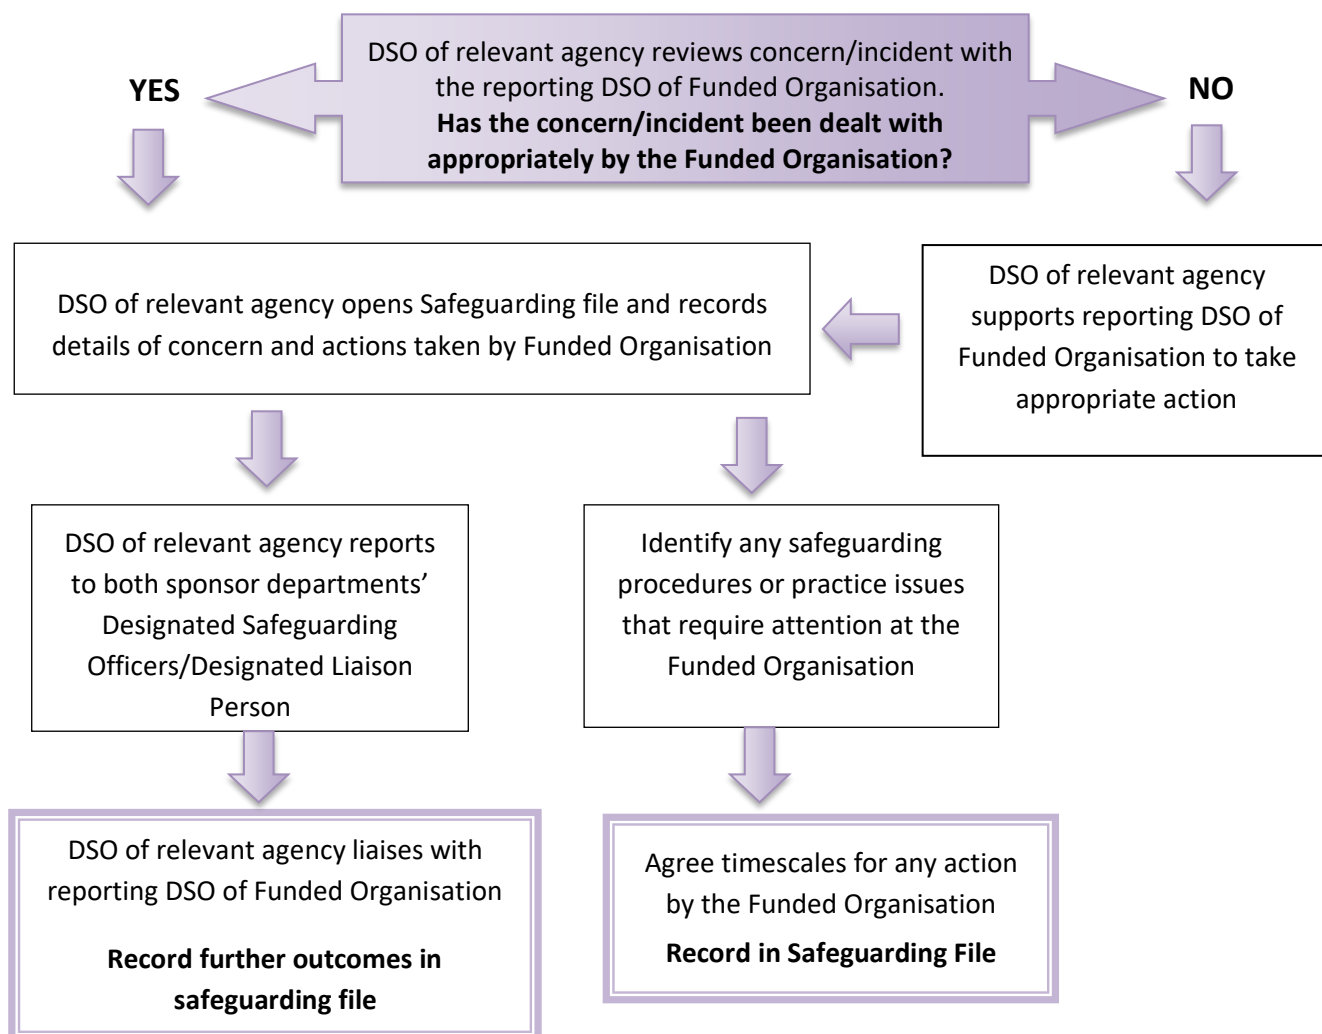 DSO of relevant agency reviews concern/incident with
the reporting DSO of Funded Organisation.
Has the concern/incident been dealt with
appropriately by the Funded Organisation?
YES
NO
DSO of relevant agency opens Safeguarding file and records
details of concern and actions taken by Funded Organisation
DSO of relevant agency
supports reporting DSO of
Funded Organisation to take
appropriate action
DSO of relevant agency reports
to both sponsor departments’
Designated Safeguarding
Officers/Designated Liaison
Person
Identify any safeguarding
procedures or practice issues
that require attention at the
Funded Organisation
DSO of relevant agency liaises with
reporting DSO of Funded Organisation
Record further outcomes in
safeguarding file
Agree timescales for any action
by the Funded Organisation
Record in Safeguarding File